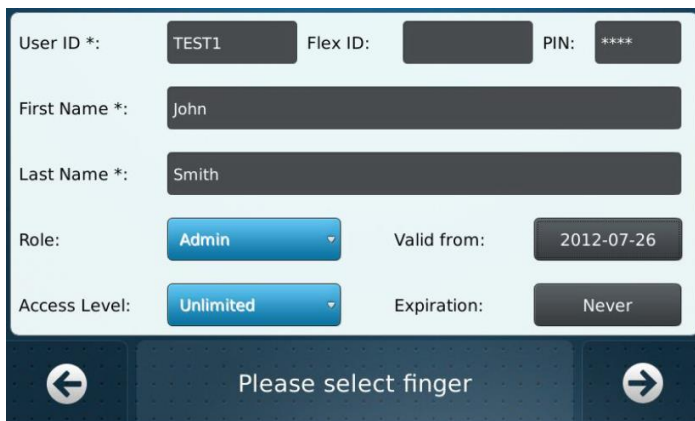 User ID *: TEST1 Flex ID: PIN: ****
First Name *: John
Last Name *: Smith
Role: Admin Valid from: 2012-07-26
Access Level: Unlimited Expiration: Never
Please select finger